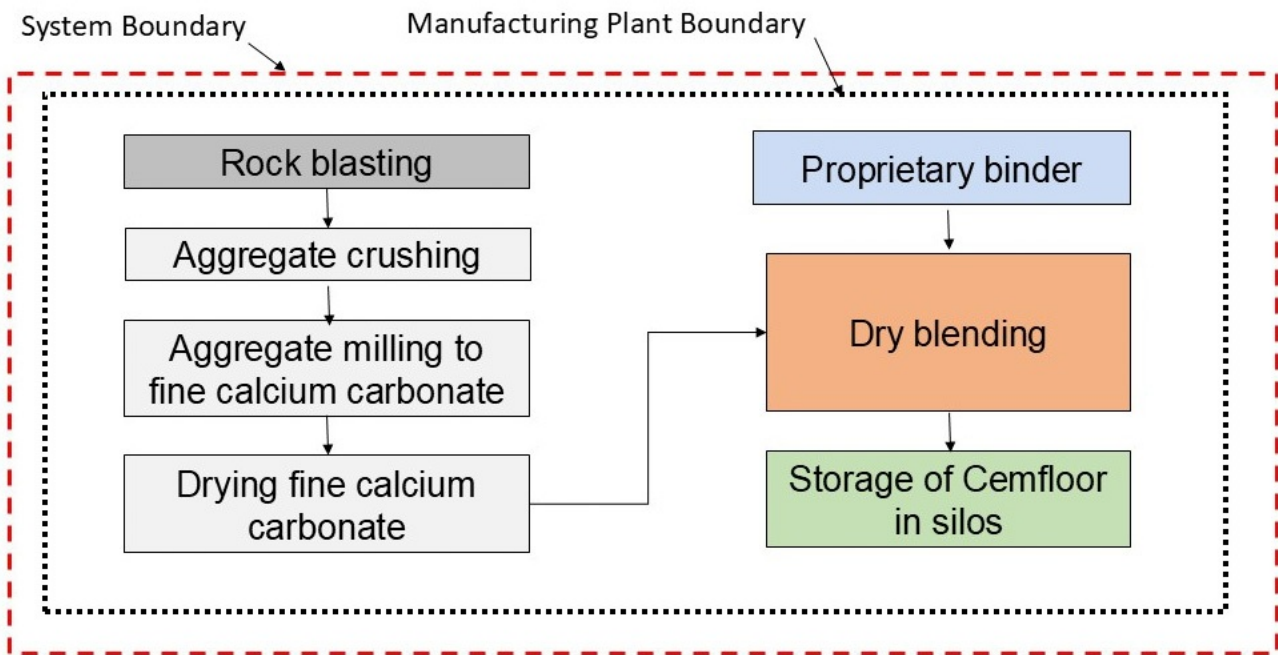 System Boundary
Manufacturing Plant Boundary
Rock blasting
Aggregate crushing
Aggregate milling to
fine calcium carbonate
Drying fine calcium
carbonate
Proprietary binder
Dry blending
Storage of Cemfloor
in silos